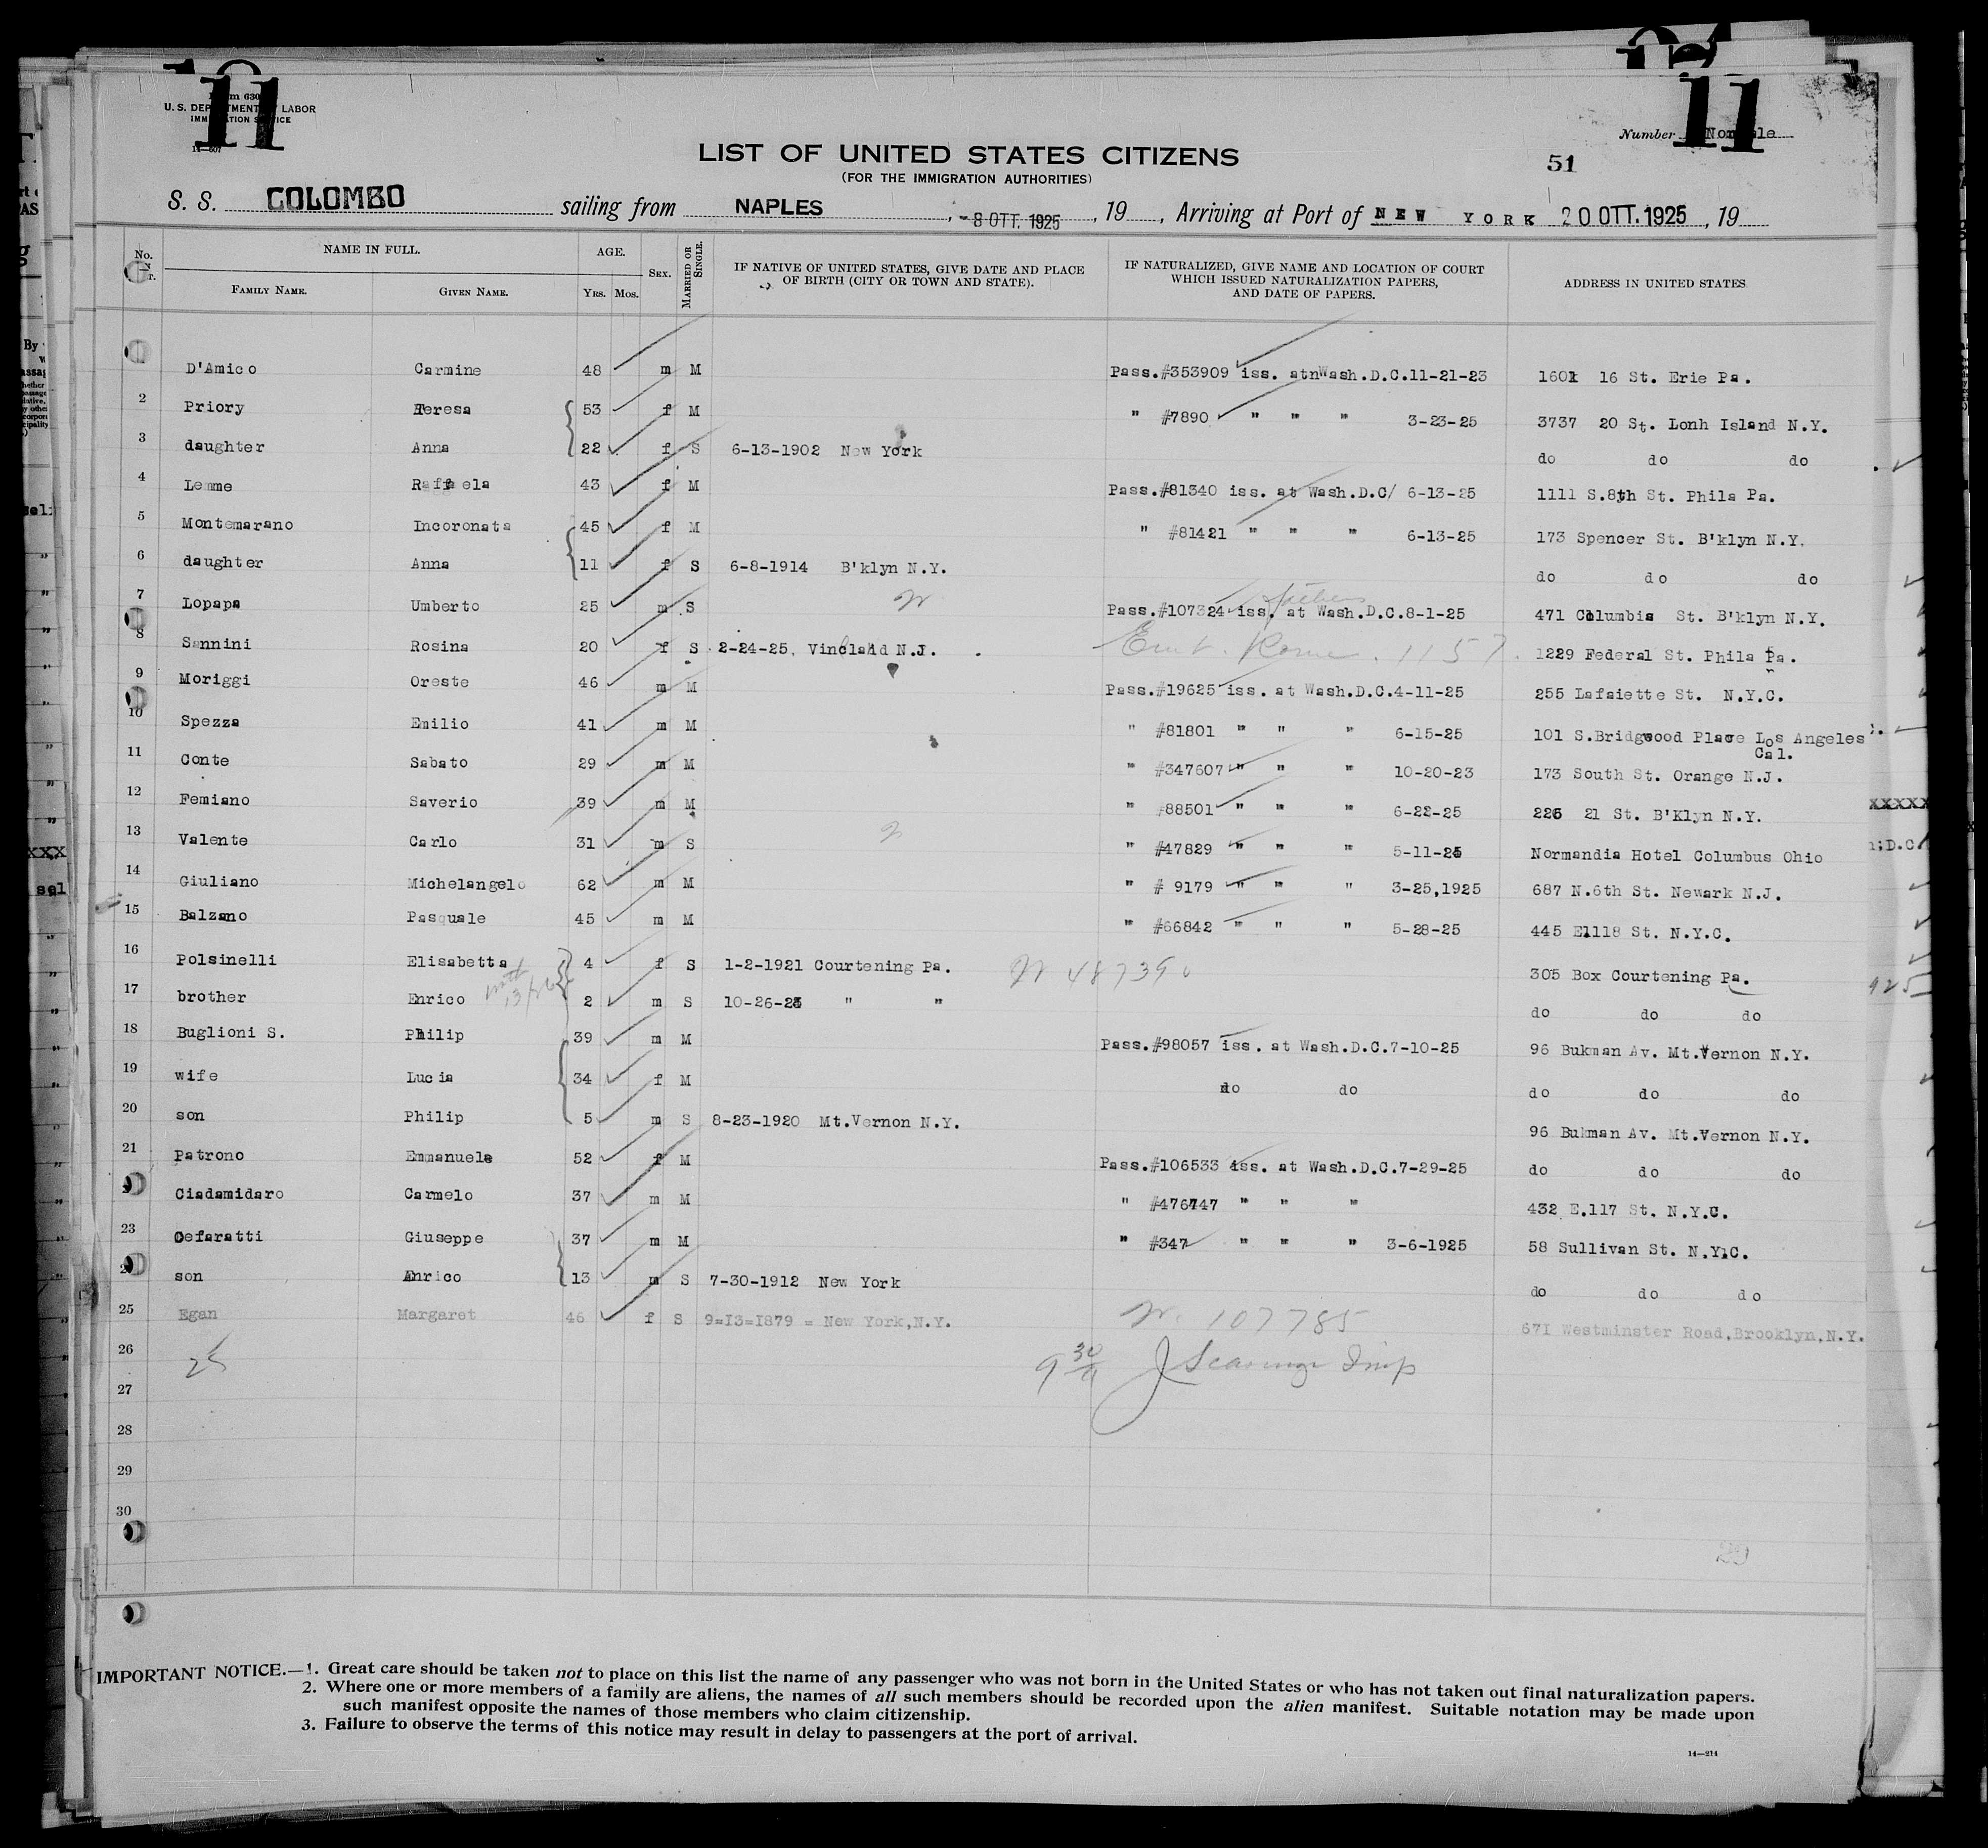 11 11
U. S. DEPARTMENT OF LABOR
IMMIGRATION SERVICE
Number
LIST OF UNITED STATES CITIZENS
(FOR THE IMMIGRATION AUTHORITIES)
51
S. S. COLOMBO sailing from NAPLES, -8 OTT. 1925, 19 , Arriving at Port of NEW YORK 20 OTT. 1925, 19
No. NAME IN FULL. AGE. SEX. MARRIED OR SINGLE. IF NATIVE OF UNITED STATES, GIVE DATE AND PLACE OF BIRTH (CITY OR TOWN AND STATE). IF NATURALIZED, GIVE NAME AND LOCATION OF COURT WHICH ISSUED NATURALIZATION PAPERS, AND DATE OF PAPERS. ADDRESS IN UNITED STATES
FAMILY NAME. GIVEN NAME. YRS. MOS.
D'Amico Carmine 48 m M Pass.#353909 iss. atnWash.D.C.11-21-23 1601 16 St. Erie Pa.
2 Priory Teresa 53 f M " #7890 " " " 3-23-25 3737 20 St. Lonh Island N.Y.
3 daughter Anna 22 f S 6-13-1902 New York do do do
4 Lemme Raffaela 43 f M Pass.#81340 iss. at Wash.D.C/ 6-13-25 1111 S.8th St. Phila Pa.
5 Montemarano Incoronata 45 f M " #81421 " " " 6-13-25 173 Spencer St. B'klyn N.Y.
6 daughter Anna 11 f S 6-8-1914 B'klyn N.Y. do do do
7 Lopapa Umberto 25 m S Pass.#107324 iss. at Wash.D.C.8-1-25 471 Columbia St. B'klyn N.Y.
8 Sannini Rosina 20 f S 2-24-25. Vineland N.J. Rome. 1157. 1229 Federal St. Phila Pa.
9 Moriggi Oreste 46 m M Pass.#19625 iss. at Wash.D.C.4-11-25 255 Lafaiette St. N.Y.C.
10 Spezza Emilio 41 m M " #81801 " " " 6-15-25 101 S.Bridgwood Place Los Angeles Cal.
11 Conte Sabato 29 m M " #347607 " " " 10-20-23 173 South St. Orange N.J.
12 Femiano Saverio 39 m M " #88501 " " " 6-22-25 226 21 St. B'Klyn N.Y.
13 Valente Carlo 31 m S " #47829 " " " 5-11-25 Normandia Hotel Columbus Ohio
14 Giuliano Michelangelo 62 m M " # 9179 " " " 3-25,1925 687 N.6th St. Newark N.J.
15 Balzano Pasquale 45 m M " #66842 " " " 5-28-25 445 E1118 St. N.Y.C.
16 Polsinelli Elisabetta 4 f S 1-2-1921 Courtening Pa. 305 Box Courtening Pa.
17 brother Enrico 2 m S 10-26-23 " " do do do
18 Buglioni S. Philip 39 m M Pass.#98057 iss. at Wash.D.C.7-10-25 96 Bukman Av. Mt.Vernon N.Y.
19 wife Lucia 34 f M do do do do do
20 son Philip 5 m S 8-23-1920 Mt.Vernon N.Y. 96 Bukman Av. Mt.Vernon N.Y.
21 Patrono Emmanuele 52 f M Pass.#106533 iss. at Wash.D.C.7-29-25 do do do
Ciadamidaro Carmelo 37 m M " #476747 " " " 432 E.117 St. N.Y.C.
23 Cefaratti Giuseppe 37 m M " #347 " " " 3-6-1925 58 Sullivan St. N.Y.C.
son Enrico 13 m S 7-30-1912 New York do do do
25 Egan Margaret 46 f S 9=I3=I879 = New York,N.Y. 107785 67I Westminster Road,Brooklyn,N.Y.
26 25 9 30
27
28
29
30
IMPORTANT NOTICE.—1. Great care should be taken not to place on this list the name of any passenger who was not born in the United States or who has not taken out final naturalization papers.
2. Where one or more members of a family are aliens, the names of all such members should be recorded upon the alien manifest. Suitable notation may be made upon
such manifest opposite the names of those members who claim citizenship.
3. Failure to observe the terms of this notice may result in delay to passengers at the port of arrival.
14—214